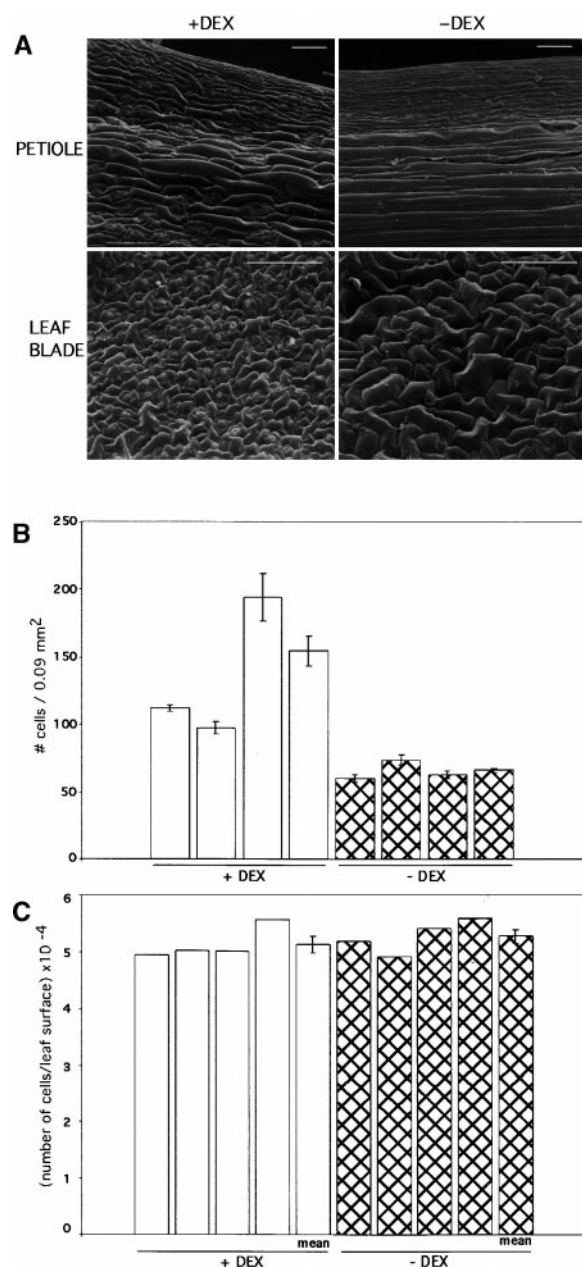 +DEX −DEX
A
PETIOLE
LEAF
BLADE
B
# cells / 0.09 mm2
250
200
150
100
50
0
+ DEX - DEX
C
(number of cells/leaf surface) x10 -4
6
5
4
3
2
1
0
mean mean
+ DEX - DEX